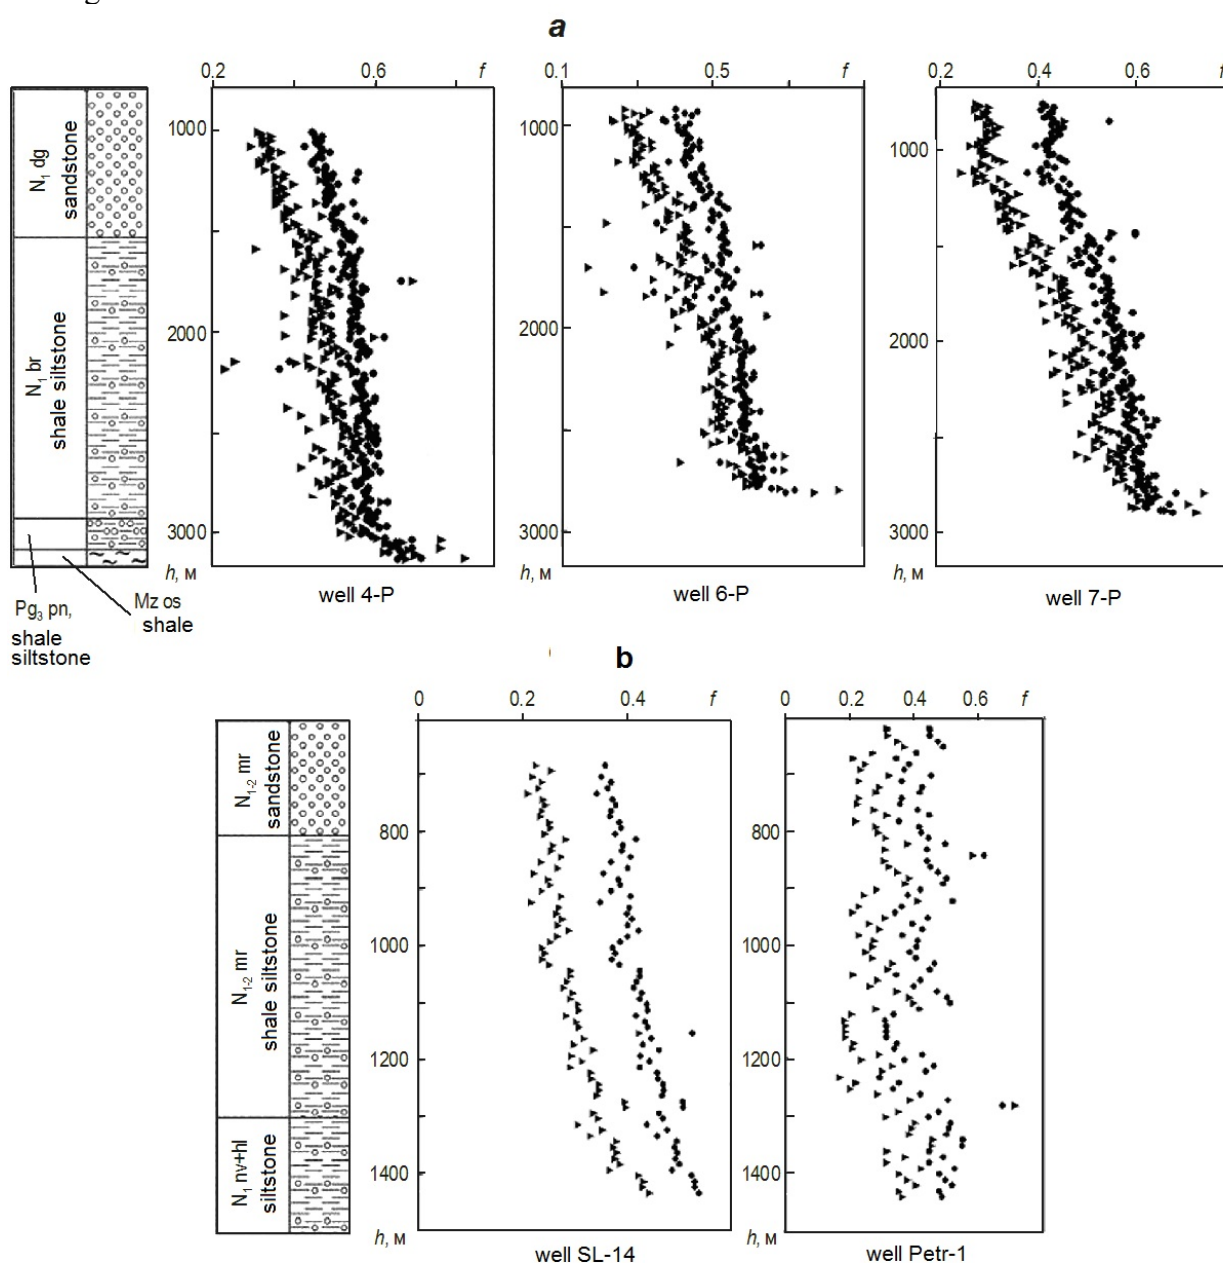 a
0.2 0.6 f
0.1 0.5 f
0.2 0.4 0.6 f
N1 dg
sandstone
N1 br
shale siltstone
1000
2000
3000
h, м
1000
2000
3000
h, м
1000
2000
3000
h, м
Pg3 pn,
shale
siltstone
Mz os
shale
well 4-P
well 6-P
well 7-P
b
0 0.2 0.4 f
0 0.2 0.4 0.6 f
N1-2 mr
sandstone
N1-2 mr
shale siltstone
N1 nv+hl
siltstone
800
1000
1200
1400
h, м
800
1000
1200
1400
h, м
well SL-14
well Petr-1